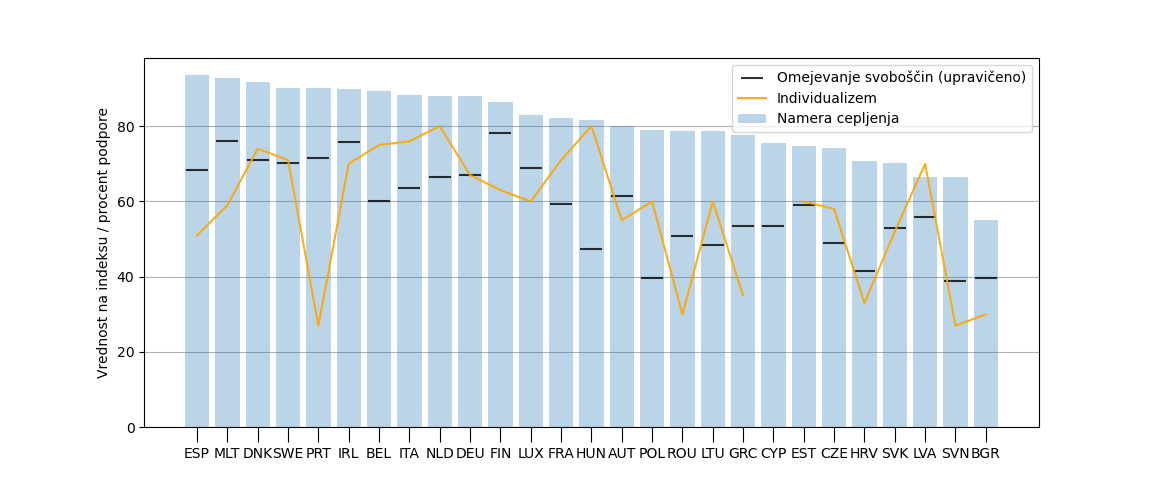 Omejevanje svoboščin (upravičeno)
Individualizem
Namera cepljenja
Vrednost na indeksu / procent podpore
80
60
40
20
0
ESP MLT DNK SWE PRT IRL BEL ITA NLD DEU FIN LUX FRA HUN AUT POL ROU LTU GRC CYP EST CZE HRV SVK LVA SVN BGR